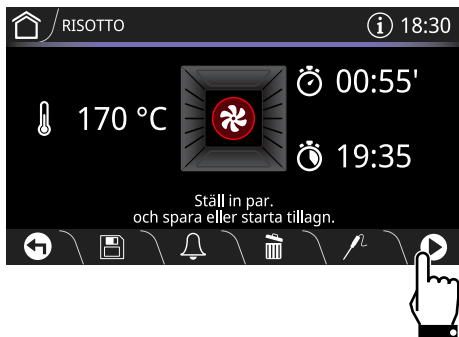 RISOTTO
18:30
170 °C
00:55'
19:35
Ställ in par.
och spara eller starta tillagn.